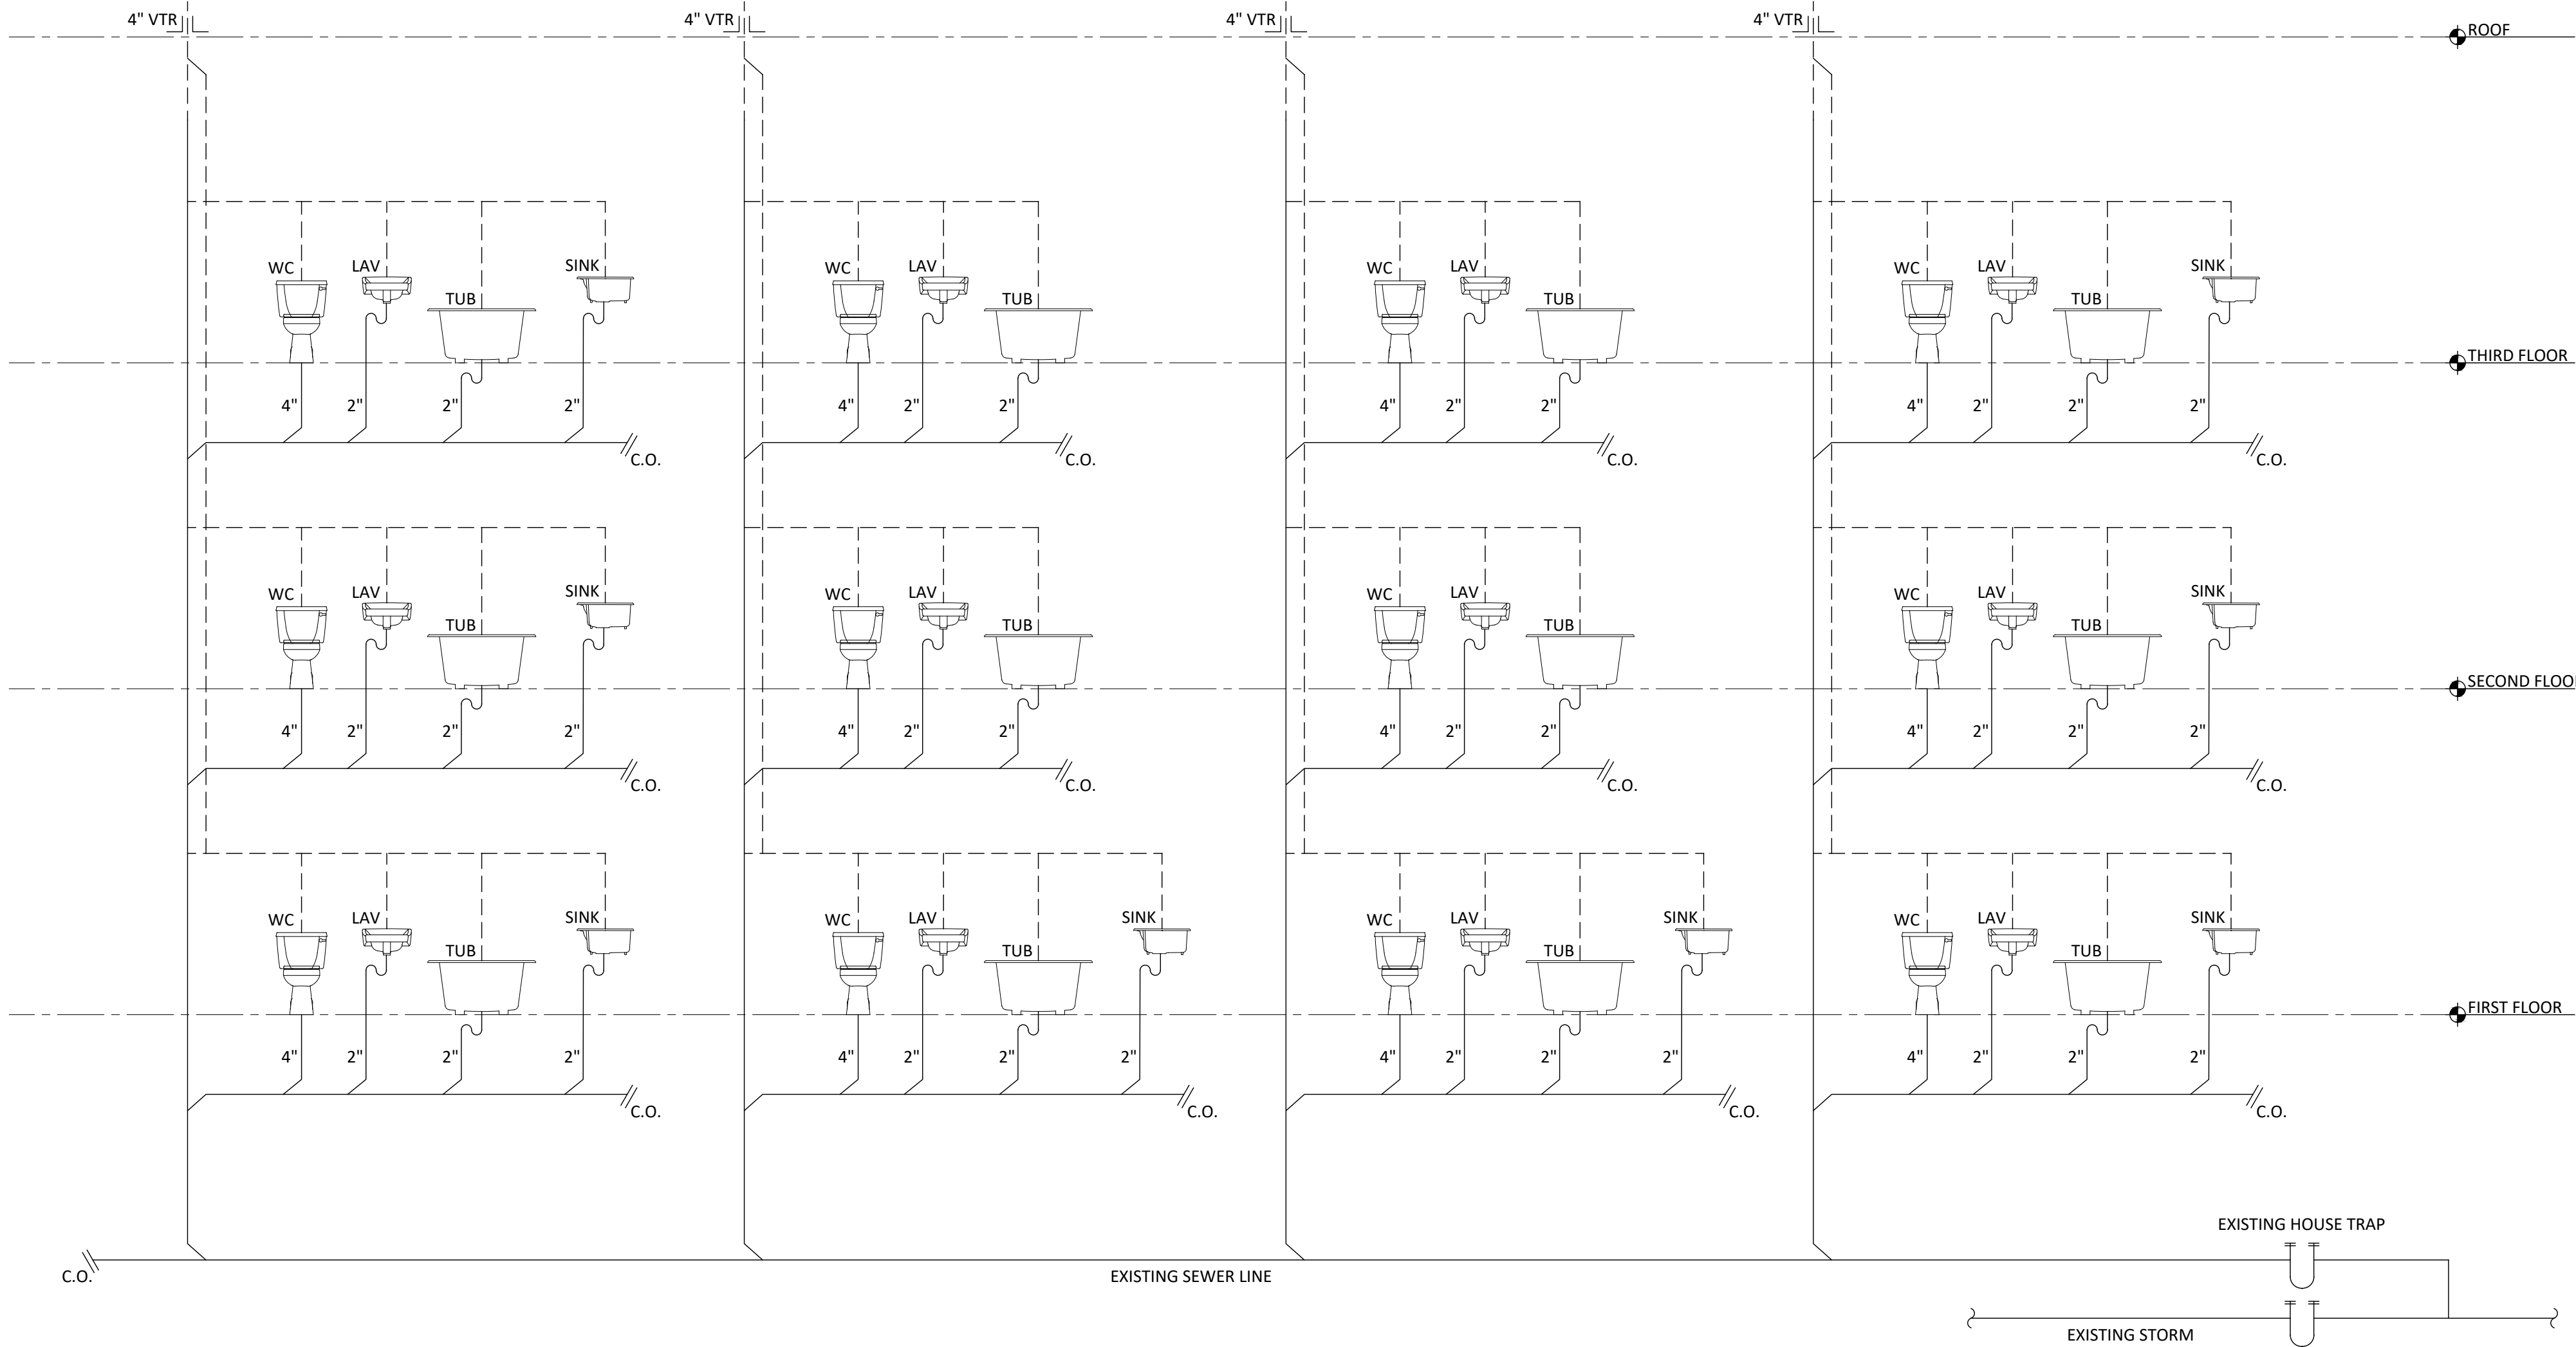 4" VTR
4" VTR
4" VTR
4" VTR
ROOF
WC
LAV
TUB
SINK
WC
LAV
TUB
WC
LAV
TUB
WC
LAV
TUB
SINK
THIRD FLOOR
4"
2"
2"
2"
4"
2"
2"
4"
2"
2"
4"
2"
2"
2"
C.O.
C.O.
C.O.
C.O.
WC
LAV
TUB
SINK
WC
LAV
TUB
WC
LAV
TUB
WC
LAV
TUB
SINK
SECOND FLOOR
4"
2"
2"
2"
4"
2"
2"
4"
2"
2"
4"
2"
2"
2"
C.O.
C.O.
C.O.
C.O.
WC
LAV
TUB
SINK
WC
LAV
TUB
SINK
WC
LAV
TUB
SINK
WC
LAV
TUB
SINK
FIRST FLOOR
4"
2"
2"
2"
4"
2"
2"
2"
4"
2"
2"
2"
4"
2"
2"
2"
C.O.
C.O.
C.O.
C.O.
EXISTING HOUSE TRAP
C.O.
EXISTING SEWER LINE
EXISTING STORM